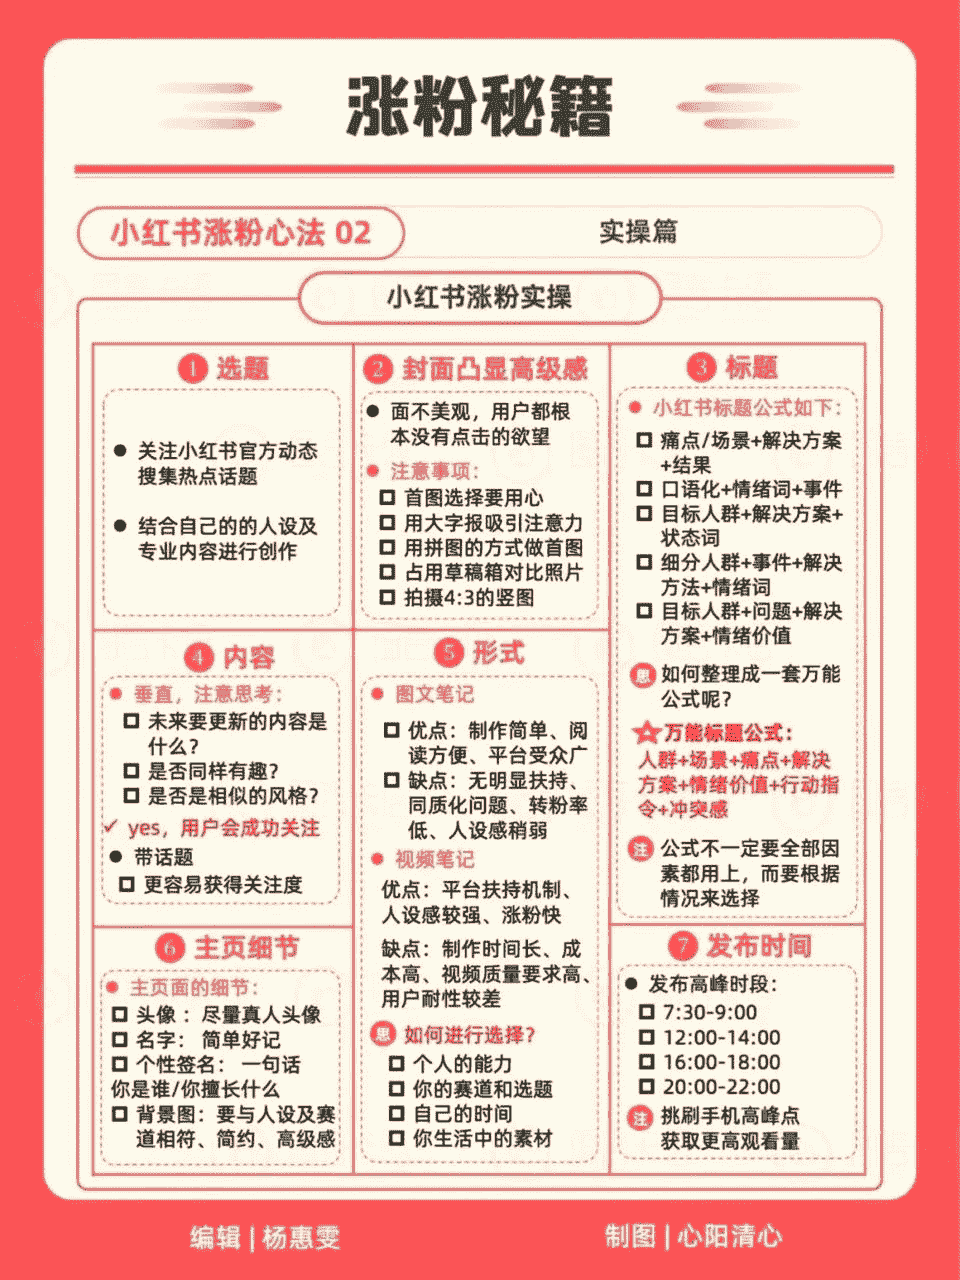 涨粉秘籍
小红书涨粉心法 02
实操篇
小红书涨粉实操
1 选题
● 关注小红书官方动态
搜集热点话题
● 结合自己的的人设及
专业内容进行创作
2 封面凸显高级感
● 面不美观，用户都根
本没有点击的欲望
● 注意事项：
首图选择要用心
用大字报吸引注意力
用拼图的方式做首图
占用草稿箱对比照片
拍摄4:3的竖图
3 标题
● 小红书标题公式如下：
痛点/场景+解决方案
+结果
口语化+情绪词+事件
目标人群+解决方案+
状态词
细分人群+事件+解决
方法+情绪词
目标人群+问题+解决
方案+情绪价值
思 如何整理成一套万能
公式呢？
万能标题公式：
人群+场景+痛点+解决
方案+情绪价值+行动指
令+冲突感
注 公式不一定要全部因
素都用上，而要根据
情况来选择
4 内容
● 垂直，注意思考：
未来要更新的内容是
什么？
是否同样有趣？
是否是相似的风格？
✓ yes，用户会成功关注
● 带话题
更容易获得关注度
5 形式
● 图文笔记
优点：制作简单、阅
读方便、平台受众广
缺点：无明显扶持、
同质化问题、转粉率
低、人设感稍弱
● 视频笔记
优点：平台扶持机制、
人设感较强、涨粉快
缺点：制作时间长、成
本高、视频质量要求高、
用户耐性较差
思 如何进行选择？
个人的能力
你的赛道和选题
自己的时间
你生活中的素材
6 主页细节
● 主页面的细节：
头像：尽量真人头像
名字： 简单好记
个性签名： 一句话
你是谁/你擅长什么
背景图：要与人设及赛
道相符、简约、高级感
7 发布时间
● 发布高峰时段：
7:30-9:00
12:00-14:00
16:00-18:00
20:00-22:00
注 挑刷手机高峰点
获取更高观看量
编辑 | 杨惠雯
制图 | 心阳清心